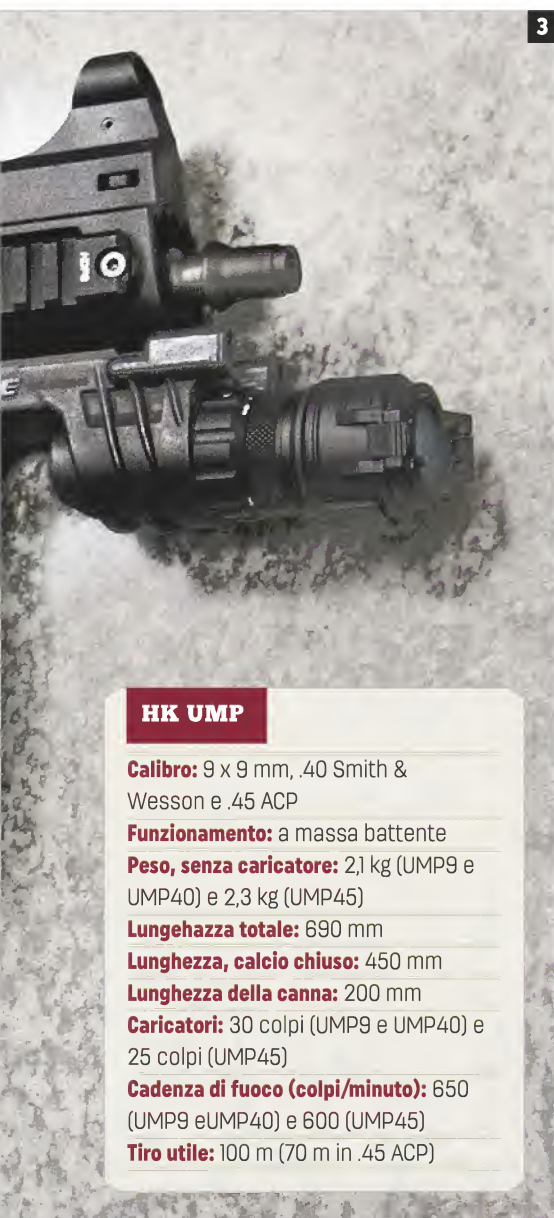 3
HK UMP
Calibro: 9 x 9 mm, .40 Smith &
Wesson e .45 ACP
Funzionamento: a massa battente
Peso, senza caricatore: 2,1 kg (UMP9 e
UMP40) e 2,3 kg (UMP45)
Lungehazza totale: 690 mm
Lunghezza, calcio chiuso: 450 mm
Lunghezza della canna: 200 mm
Caricatori: 30 colpi (UMP9 e UMP40) e
25 colpi (UMP45)
Cadenza di fuoco (colpi/minuto): 650
(UMP9 eUMP40) e 600 (UMP45)
Tiro utile: 100 m (70 m in .45 ACP)